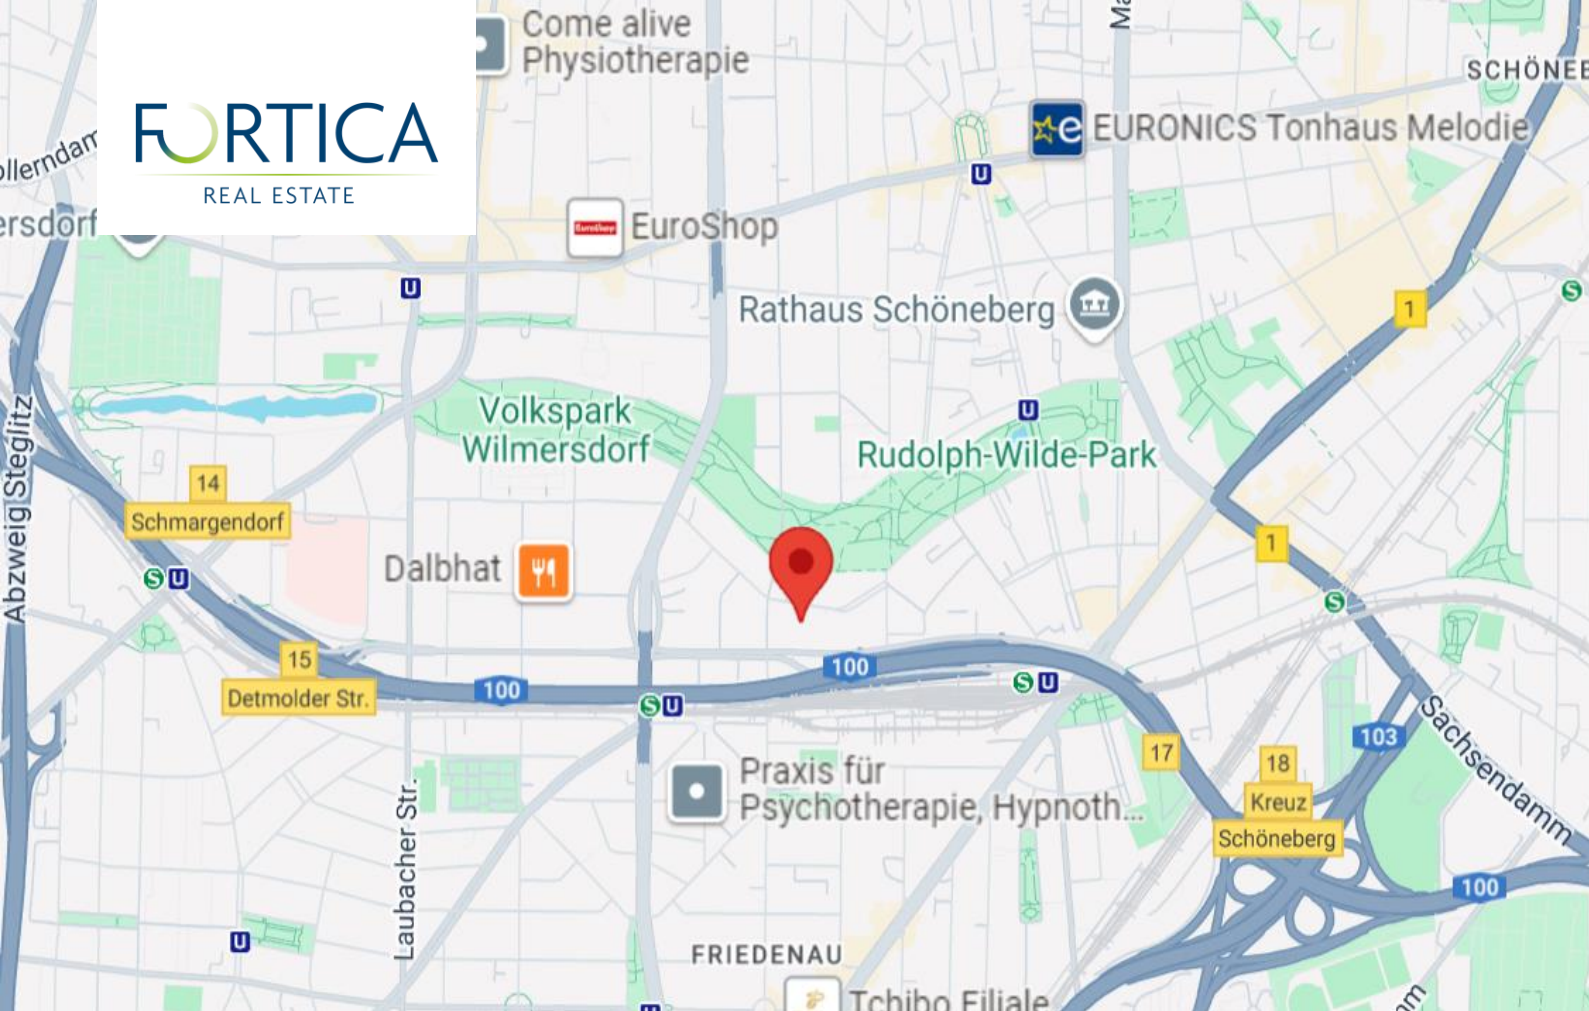 Come alive
Physiotherapie
SCHÖNEB
FORTICA
REAL ESTATE
EURONICS Tonhaus Melodie
ollerndam
U
ersdorf
EuroShop
U
Rathaus Schöneberg
1
S
Volkspark
Wilmersdorf
U
Rudolph-Wilde-Park
Abzweig Steglitz
14
Schmargendorf
1
Dalbhat
S U
S
15
Detmolder Str.
100
100
S U
S U
17
103
18
Kreuz
Schöneberg
Sachsendamm
Praxis für
Psychotherapie, Hypnoth...
Laubacher Str.
100
U
FRIEDENAU
Tchibo Filiale